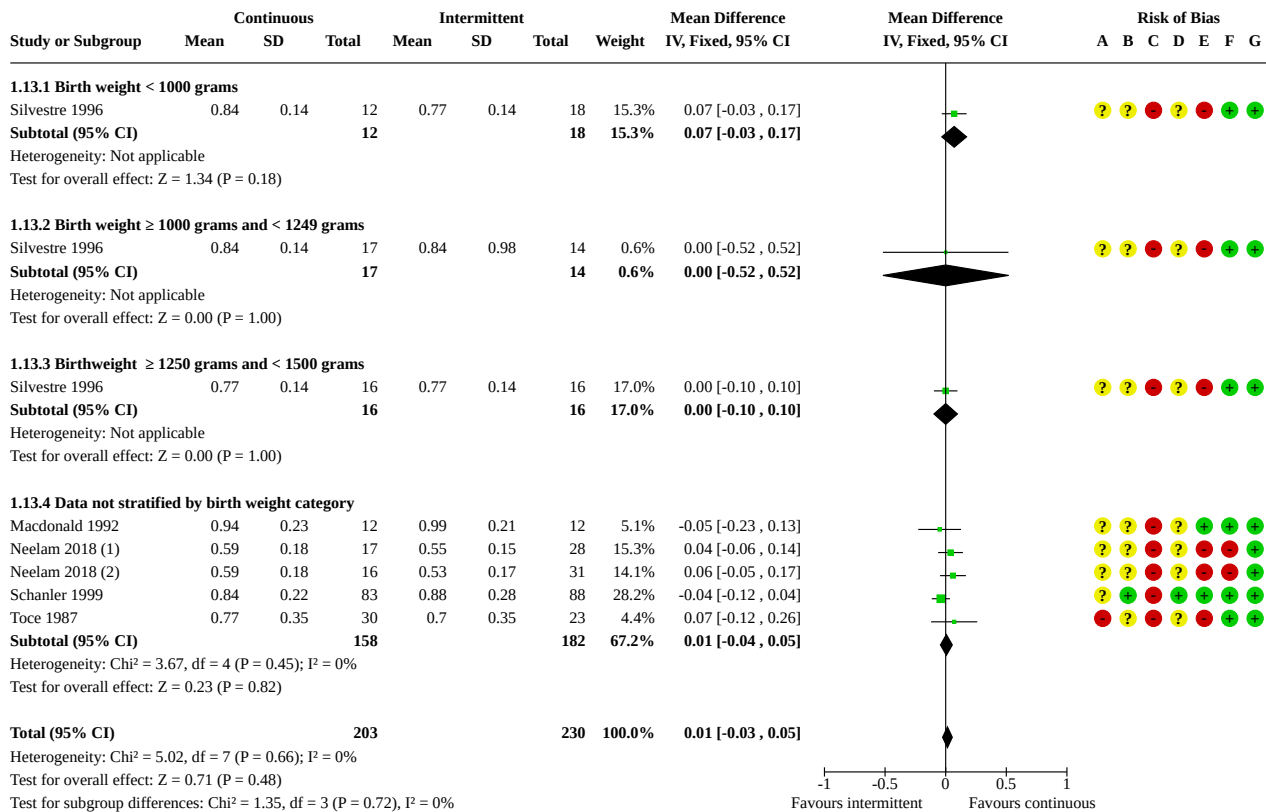 Continuous Intermittent Mean Difference Mean Difference Risk of Bias
Study or Subgroup Mean SD Total Mean SD Total Weight IV, Fixed, 95% CI IV, Fixed, 95% CI A B C D E F G
1.13.1 Birth weight < 1000 grams
Silvestre 1996 0.84 0.14 12 0.77 0.14 18 15.3% 0.07 [-0.03 , 0.17] ? ? - ? - + +
Subtotal (95% CI) 12 18 15.3% 0.07 [-0.03 , 0.17]
Heterogeneity: Not applicable
Test for overall effect: Z = 1.34 (P = 0.18)
1.13.2 Birth weight ≥ 1000 grams and < 1249 grams
Silvestre 1996 0.84 0.14 17 0.84 0.98 14 0.6% 0.00 [-0.52 , 0.52] ? ? - ? - + +
Subtotal (95% CI) 17 14 0.6% 0.00 [-0.52 , 0.52]
Heterogeneity: Not applicable
Test for overall effect: Z = 0.00 (P = 1.00)
1.13.3 Birthweight ≥ 1250 grams and < 1500 grams
Silvestre 1996 0.77 0.14 16 0.77 0.14 16 17.0% 0.00 [-0.10 , 0.10] ? ? - ? - + +
Subtotal (95% CI) 16 16 17.0% 0.00 [-0.10 , 0.10]
Heterogeneity: Not applicable
Test for overall effect: Z = 0.00 (P = 1.00)
1.13.4 Data not stratified by birth weight category
Macdonald 1992 0.94 0.23 12 0.99 0.21 12 5.1% -0.05 [-0.23 , 0.13] ? ? - ? + + +
Neelam 2018 (1) 0.59 0.18 17 0.55 0.15 28 15.3% 0.04 [-0.06 , 0.14] ? ? - ? - - +
Neelam 2018 (2) 0.59 0.18 16 0.53 0.17 31 14.1% 0.06 [-0.05 , 0.17] ? ? - ? - - +
Schanler 1999 0.84 0.22 83 0.88 0.28 88 28.2% -0.04 [-0.12 , 0.04] ? + - + + + +
Toce 1987 0.77 0.35 30 0.7 0.35 23 4.4% 0.07 [-0.12 , 0.26] - ? - ? - + +
Subtotal (95% CI) 158 182 67.2% 0.01 [-0.04 , 0.05]
Heterogeneity: Chi² = 3.67, df = 4 (P = 0.45); I² = 0%
Test for overall effect: Z = 0.23 (P = 0.82)
Total (95% CI) 203 230 100.0% 0.01 [-0.03 , 0.05]
Heterogeneity: Chi² = 5.02, df = 7 (P = 0.66); I² = 0%
Test for overall effect: Z = 0.71 (P = 0.48)
-1 -0.5 0 0.5 1
Test for subgroup differences: Chi² = 1.35, df = 3 (P = 0.72), I² = 0%
Favours intermittent Favours continuous